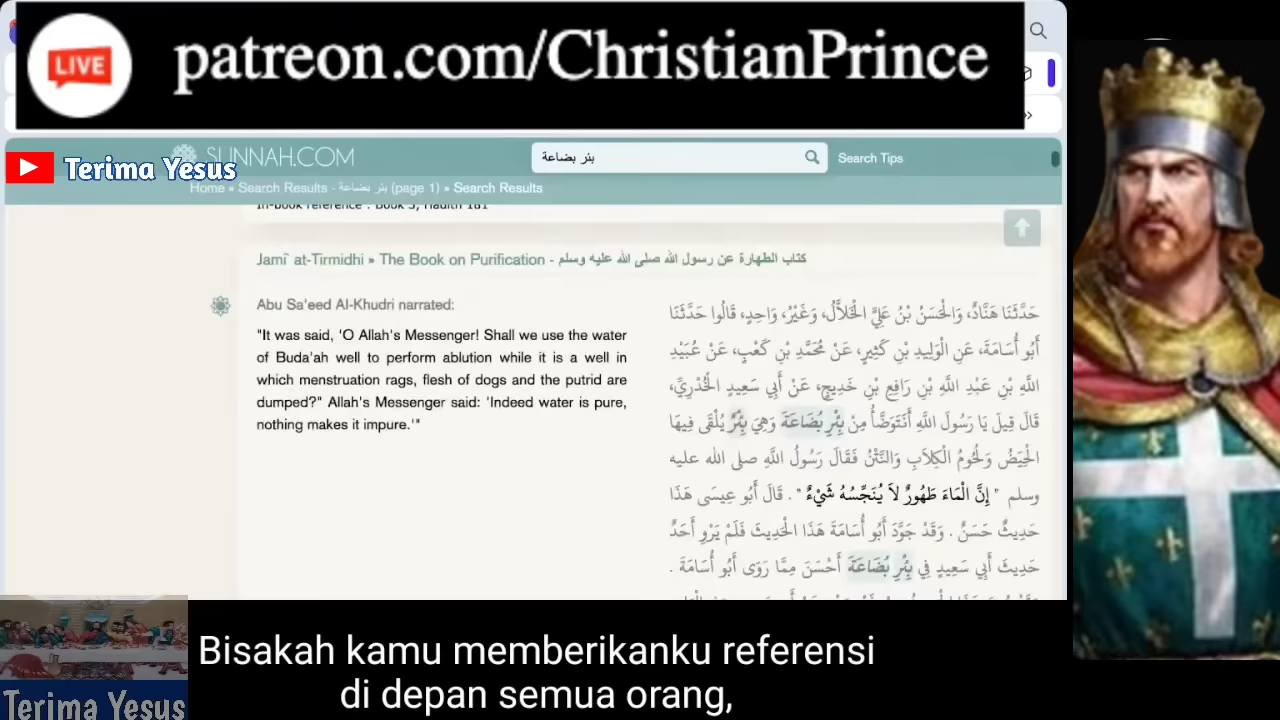 LIVE
patreon.com/ChristianPrince
Terima Yesus
SUNNAH.COM
بئر بضاعة
Search Tips
Home » Search Results - بئر بضاعة (page 1) » Search Results
In-book reference : Book 3, Hadith 181
Jami` at-Tirmidhi » The Book on Purification - كتاب الطهارة عن رسول الله صلى الله عليه وسلم
Abu Sa'eed Al-Khudri narrated:
"It was said, 'O Allah's Messenger! Shall we use the water
of Buda'ah well to perform ablution while it is a well in
which menstruation rags, flesh of dogs and the putrid are
dumped?" Allah's Messenger said: 'Indeed water is pure,
nothing makes it impure.'"
حَدَّثَنَا هَنَّادٌ، وَالْحَسَنُ بْنُ عَلِيٍّ الْخَلاَّلُ، وَغَيْرُ، وَاحِدٍ، قَالُوا حَدَّثَنَا
أَبُو أُسَامَةَ، عَنِ الْوَلِيدِ بْنِ كَثِيرٍ، عَنْ مُحَمَّدِ بْنِ كَعْبٍ، عَنْ عُبَيْدِ
اللَّهِ بْنِ عَبْدِ اللَّهِ بْنِ رَافِعِ بْنِ خَدِيجٍ، عَنْ أَبِي سَعِيدٍ الْخُدْرِيِّ،
قَالَ قِيلَ يَا رَسُولَ اللَّهِ أَنَتَوَضَّأُ مِنْ بِئْرِ بُضَاعَةَ وَهِيَ بِئْرٌ يُلْقَى فِيهَا
الْحِيَضُ وَلُحُومُ الْكِلاَبِ وَالنَّتْنُ فَقَالَ رَسُولُ اللَّهِ صلى الله عليه
وسلم " إِنَّ الْمَاءَ طَهُورٌ لاَ يُنَجِّسُهُ شَيْءٌ " . قَالَ أَبُو عِيسَى هَذَا
حَدِيثٌ حَسَنٌ . وَقَدْ جَوَّدَ أَبُو أُسَامَةَ هَذَا الْحَدِيثَ فَلَمْ يَرْوِ أَحَدٌ
حَدِيثَ أَبِي سَعِيدٍ فِي بِئْرِ بُضَاعَةَ أَحْسَنَ مِمَّا رَوَى أَبُو أُسَامَةَ .
Bisakah kamu memberikanku referensi
di depan semua orang,
Terima Yesus